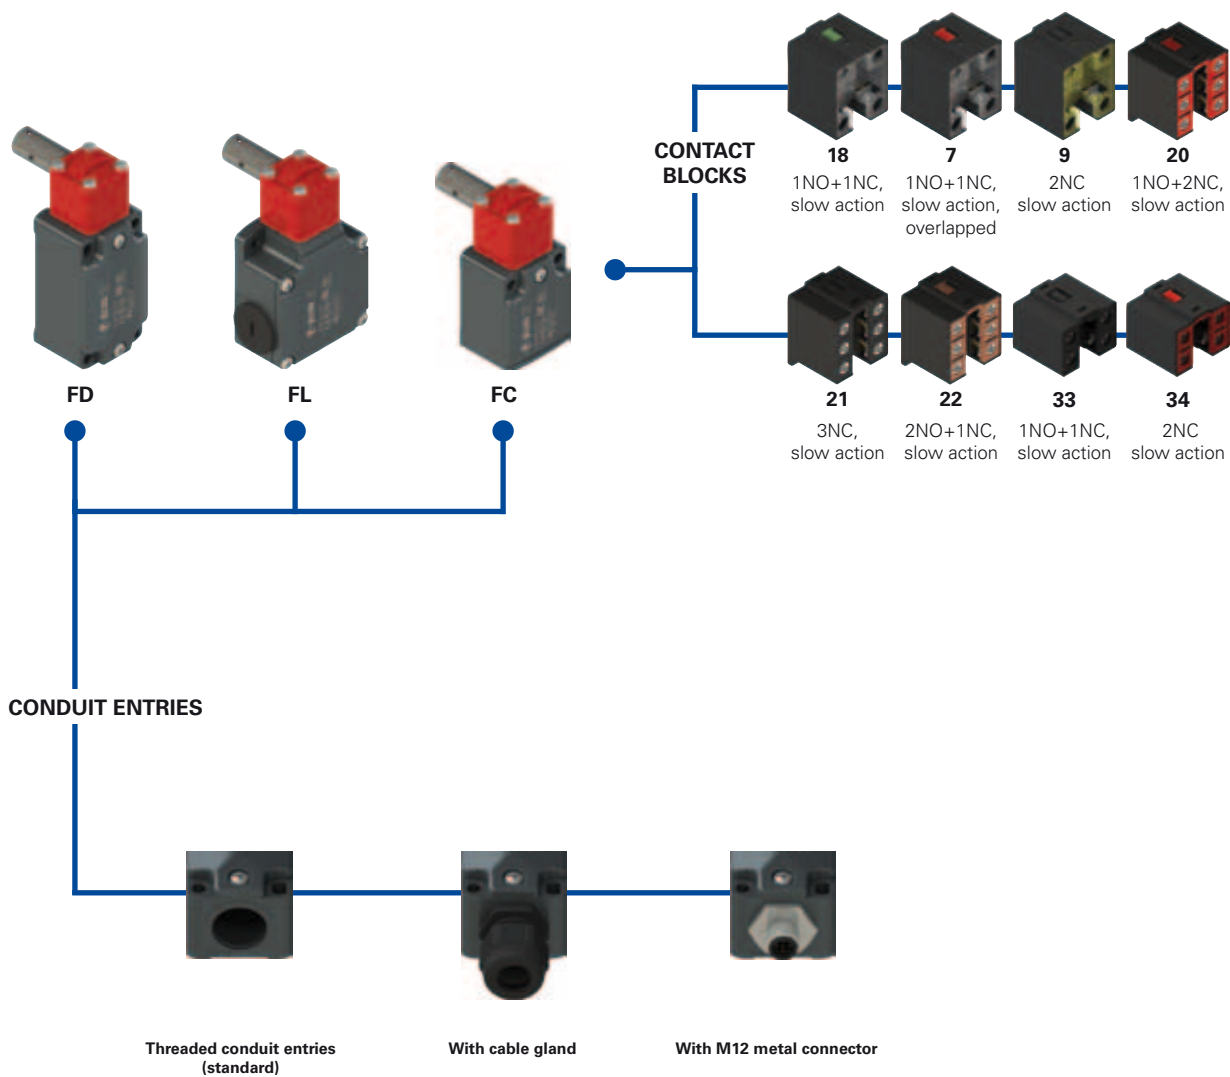 CONTACT
BLOCKS
18
7
9
20
1NO+1NC,
slow action
1NO+1NC,
slow action,
overlapped
2NC
slow action
1NO+2NC,
slow action
21
22
33
34
3NC,
slow action
2NO+1NC,
slow action
1NO+1NC,
slow action
2NC
slow action
FD
FL
FC
CONDUIT ENTRIES
Threaded conduit entries
(standard)
With cable gland
With M12 metal connector